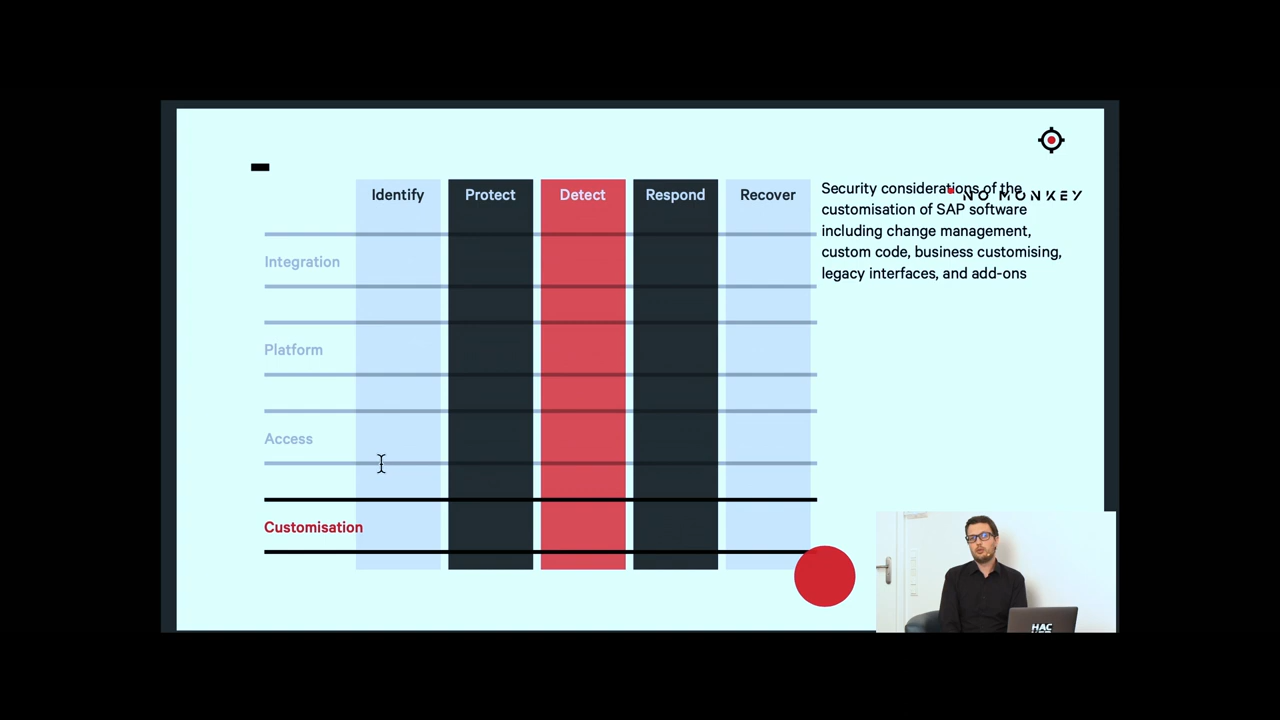 Identify Protect Detect Respond Recover
Security considerations of the
NO MONKEY
customisation of SAP software
including change management,
custom code, business customising,
legacy interfaces, and add-ons
Integration
Platform
Access
Customisation
HAC